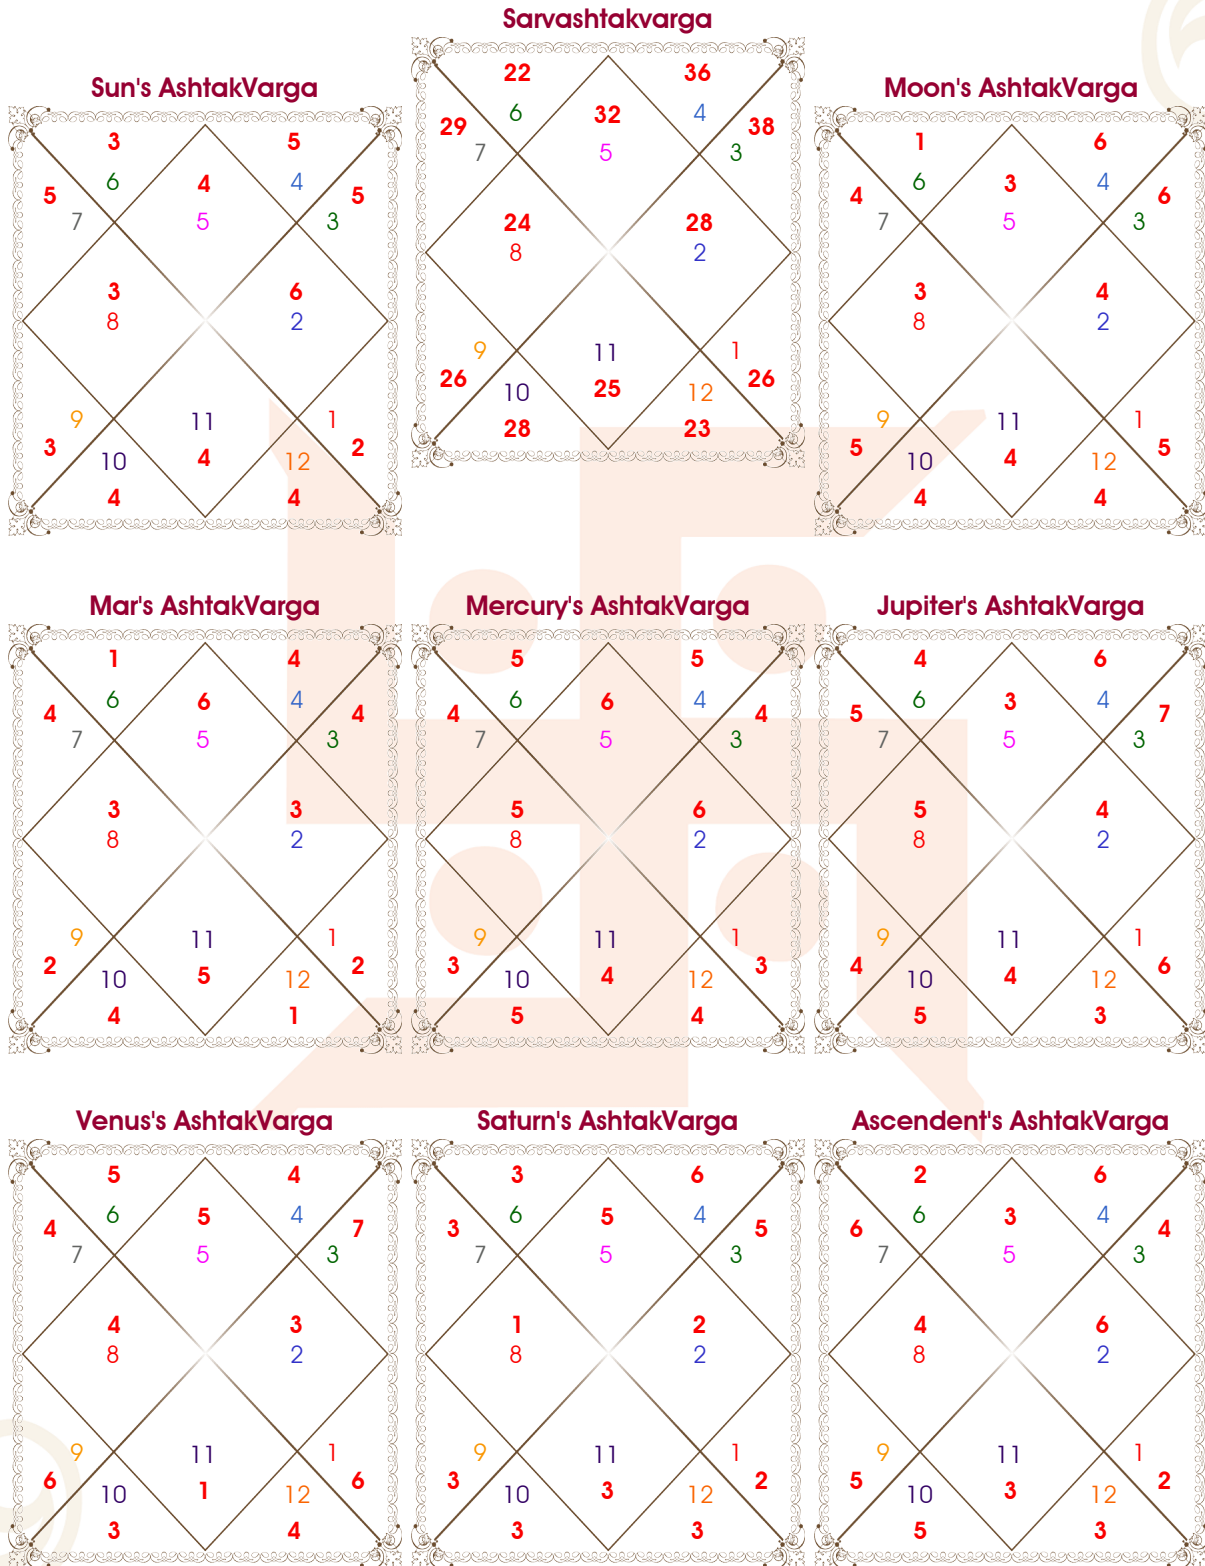 Sarvashtakvarga
22 36
29 6 32 4 38
7 5 3
24 28
8 2
9 11 1
26 10 25 12 26
28 23
Sun's AshtakVarga
3 5
5 6 4 4 5
7 5 3
3 6
8 2
9 11 1
3 10 4 12 2
4 4
Moon's AshtakVarga
1 6
4 6 3 4 6
7 5 3
3 4
8 2
9 11 1
5 10 4 12 5
4 4
Mar's AshtakVarga
1 4
4 6 6 4 4
7 5 3
3 3
8 2
9 11 1
2 10 5 12 2
4 1
Mercury's AshtakVarga
5 5
4 6 6 4 4
7 5 3
5 6
8 2
9 11 1
3 10 4 12 3
5 4
Jupiter's AshtakVarga
4 6
5 6 3 4 7
7 5 3
5 4
8 2
9 11 1
4 10 4 12 6
5 3
Venus's AshtakVarga
5 4
4 6 5 4 7
7 5 3
4 3
8 2
9 11 1
6 10 1 12 6
3 4
Saturn's AshtakVarga
3 6
3 6 5 4 5
7 5 3
1 2
8 2
9 11 1
3 10 3 12 2
3 3
Ascendent's AshtakVarga
2 6
6 6 3 4 4
7 5 3
4 6
8 2
9 11 1
5 10 3 12 2
5 3